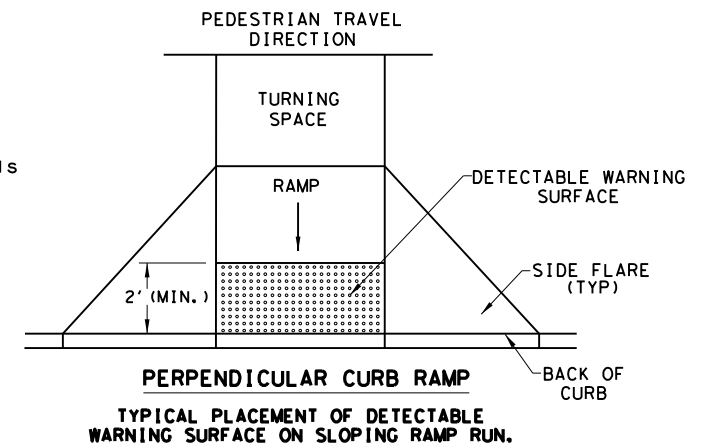 PEDESTRIAN TRAVEL
DIRECTION
TURNING
SPACE
ls
RAMP
DETECTABLE WARNING
SURFACE
2' (MIN.)
SIDE FLARE
(TYP)
BACK OF
CURB
PERPENDICULAR CURB RAMP
TYPICAL PLACEMENT OF DETECTABLE
WARNING SURFACE ON SLOPING RAMP RUN.